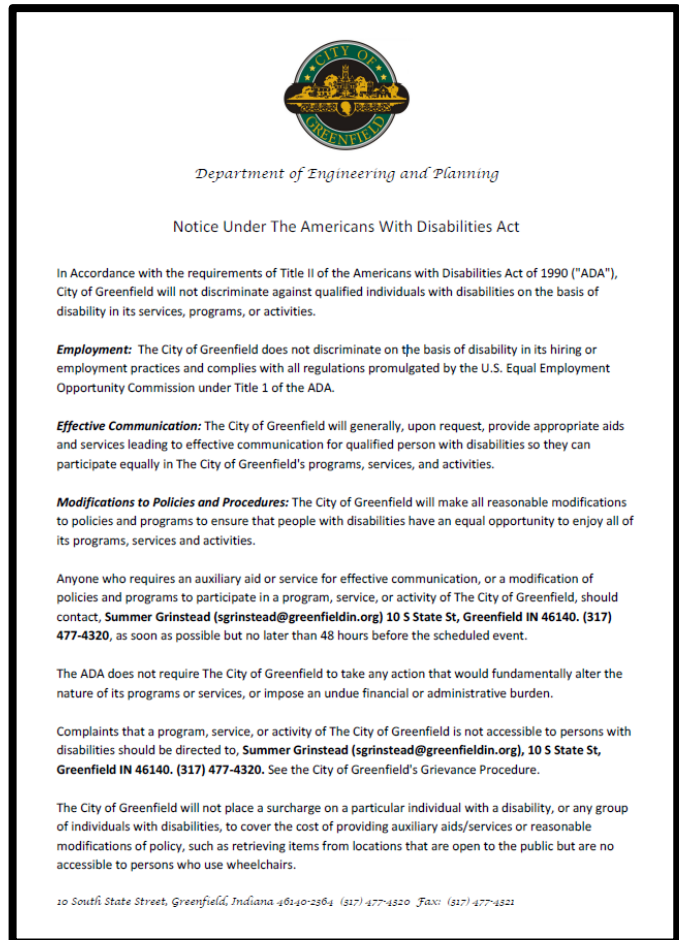 CITY OF
GREENFIELD
Department of Engineering and Planning
Notice Under The Americans With Disabilities Act
In Accordance with the requirements of Title II of the Americans with Disabilities Act of 1990 ("ADA"),
City of Greenfield will not discriminate against qualified individuals with disabilities on the basis of
disability in its services, programs, or activities.
Employment: The City of Greenfield does not discriminate on the basis of disability in its hiring or
employment practices and complies with all regulations promulgated by the U.S. Equal Employment
Opportunity Commission under Title 1 of the ADA.
Effective Communication: The City of Greenfield will generally, upon request, provide appropriate aids
and services leading to effective communication for qualified person with disabilities so they can
participate equally in The City of Greenfield's programs, services, and activities.
Modifications to Policies and Procedures: The City of Greenfield will make all reasonable modifications
to policies and programs to ensure that people with disabilities have an equal opportunity to enjoy all of
its programs, services and activities.
Anyone who requires an auxiliary aid or service for effective communication, or a modification of
policies and programs to participate in a program, service, or activity of The City of Greenfield, should
contact, Summer Grinstead (sgrinstead@greenfieldin.org) 10 S State St, Greenfield IN 46140. (317)
477-4320, as soon as possible but no later than 48 hours before the scheduled event.
The ADA does not require The City of Greenfield to take any action that would fundamentally alter the
nature of its programs or services, or impose an undue financial or administrative burden.
Complaints that a program, service, or activity of The City of Greenfield is not accessible to persons with
disabilities should be directed to, Summer Grinstead (sgrinstead@greenfieldin.org), 10 S State St,
Greenfield IN 46140. (317) 477-4320. See the City of Greenfield's Grievance Procedure.
The City of Greenfield will not place a surcharge on a particular individual with a disability, or any group
of individuals with disabilities, to cover the cost of providing auxiliary aids/services or reasonable
modifications of policy, such as retrieving items from locations that are open to the public but are no
accessible to persons who use wheelchairs.
10 South State Street, Greenfield, Indiana 46140-2364 (317) 477-4320 Fax: (317) 477-4321